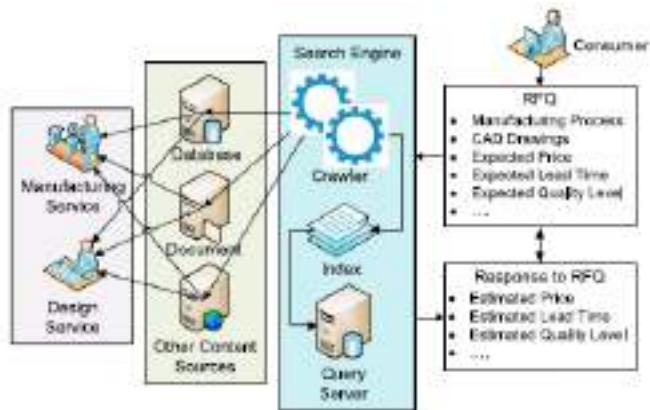 Consumer
Search Engine
Crawler
Index
Query
Server
Database
Document
Other Content
Sources
Manufacturing
Service
Design
Service
RFQ
• Manufacturing Process
• CAD Drawings
• Expected Price
• Expected Lead Time
• Expected Quality Level
• ....
Response to RFQ
• Estimated Price
• Estimated Lead Time
• Estimated Quality Level
• ....